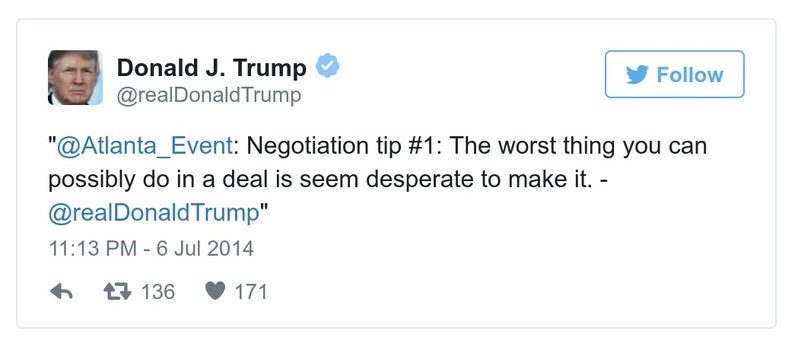 Donald J. Trump
Follow
@realDonaldTrump
"@Atlanta_Event: Negotiation tip #1: The worst thing you can
possibly do in a deal is seem desperate to make it. -
@realDonaldTrump"
11:13 PM - 6 Jul 2014
136 171